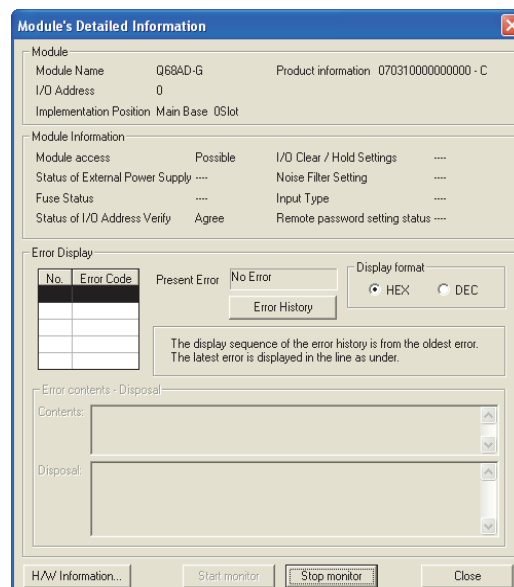 Module's Detailed Information
Module
Module Name Q68AD-G Product information 070310000000000 - C
I/O Address 0
Implementation Position Main Base 0Slot
Module Information
Module access Possible I/O Clear / Hold Settings ----
Status of External Power Supply ---- Noise Filter Setting ----
Fuse Status ---- Input Type ----
Status of I/O Address Verify Agree Remote password setting status ----
Error Display
No. Error Code Present Error No Error Display format
HEX DEC
Error History
The display sequence of the error history is from the oldest error.
The latest error is displayed in the line as under.
Error contents - Disposal
Contents:
Disposal:
H/W Information... Start monitor Stop monitor Close